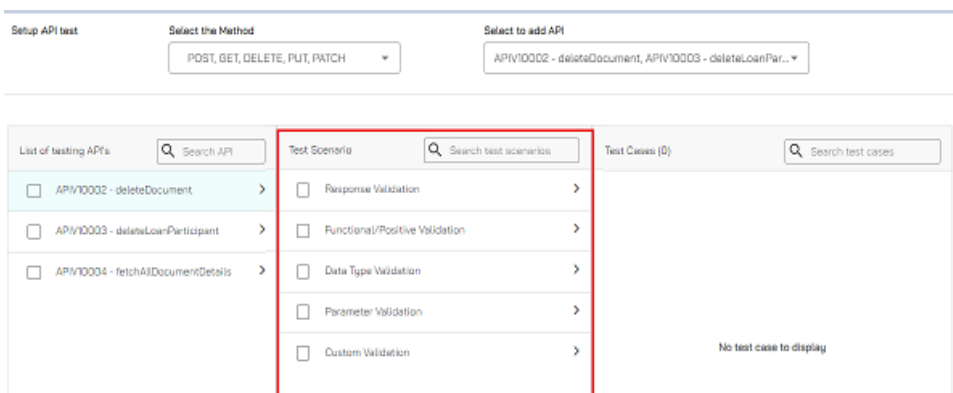 Setup API test
Select the Method
Select to add API
POST, GET, DELETE, PUT, PATCH
APIV10002 - deleteDocument, APIV10003 - deleteLoanPar...
List of testing API's
Search API
Test Scenario
Search test scenarios
Test Cases (0)
Search test cases
APIV10002 - deleteDocument
Response Validation
APIV10003 - deleteLoanParticipant
Functional/Positive Validation
APIV10004 - fetchAllDocumentDetails
Data Type Validation
Parameter Validation
Custom Validation
No test case to display